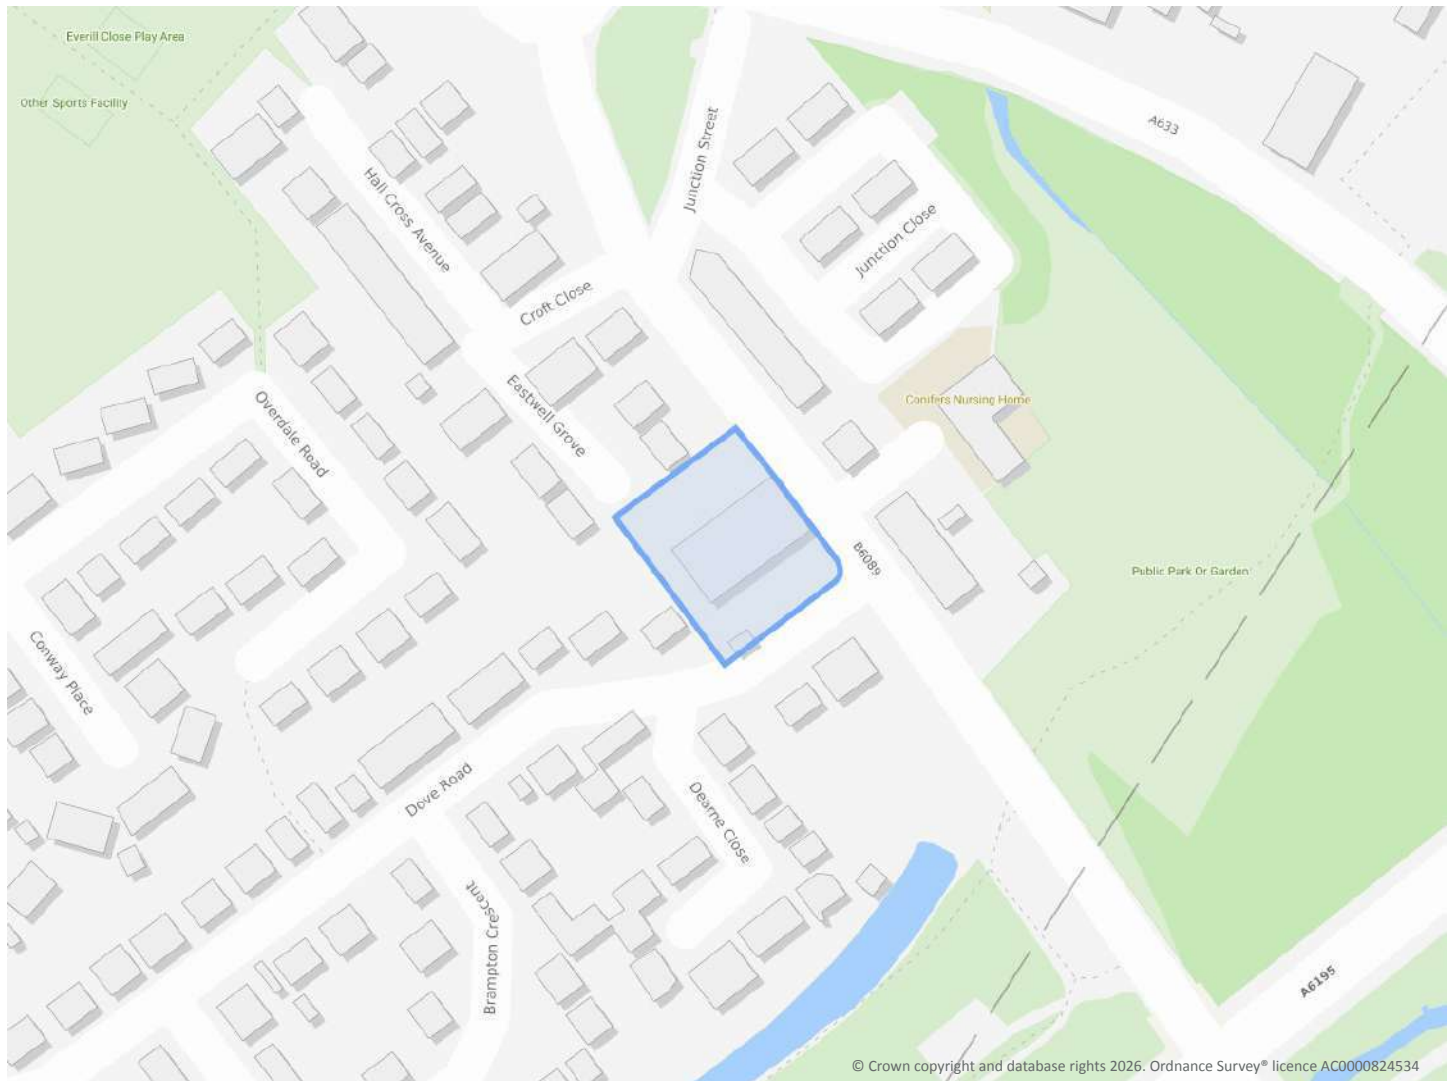 Everill Close Play Area
Other Sports Facility
Junction Street
A633
Hall Cross Avenue
Junction Close
Croft Close
Eastwell Grove
Overdale Road
Conifers Nursing Home
B6089
Public Park Or Garden
Conway Place
Dove Road
Dearne Close
Brampton Crescent
A6195
© Crown copyright and database rights 2026. Ordnance Survey® licence AC0000824534